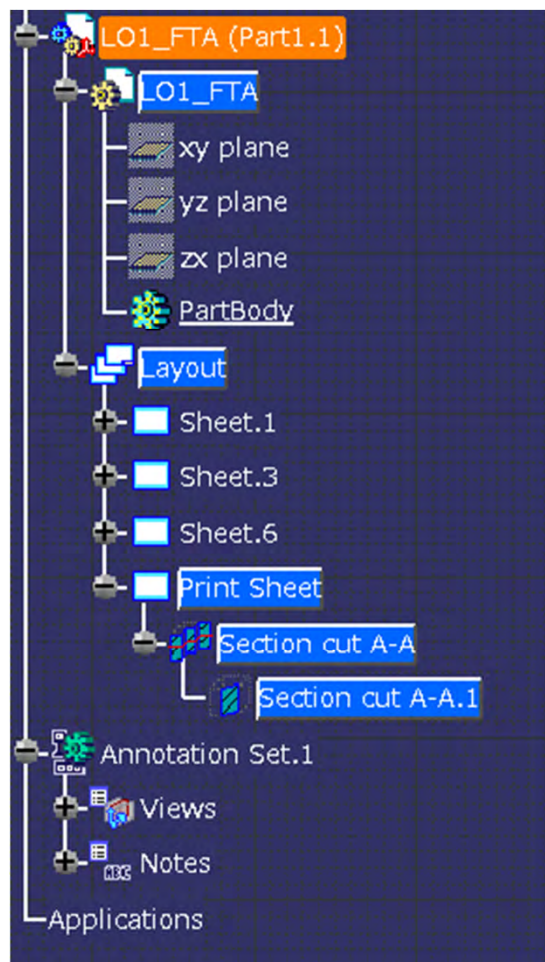 LO1_FTA (Part1.1)
LO1_FTA
xy plane
yz plane
zx plane
PartBody
Layout
Sheet.1
Sheet.3
Sheet.6
Print Sheet
Section cut A-A
Section cut A-A.1
Annotation Set.1
Views
ABC Notes
Applications